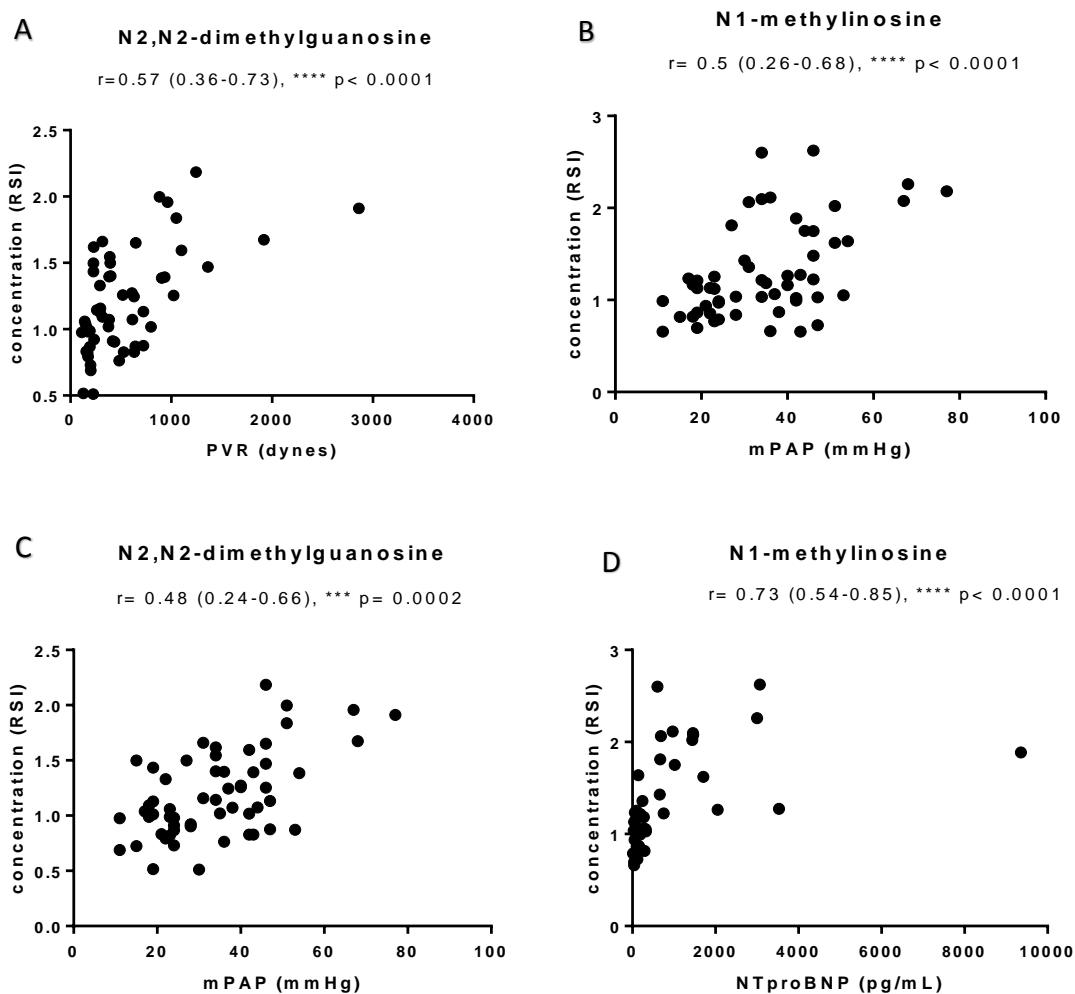 A
N2,N2-dimethylguanosine
r=0.57 (0.36-0.73), **** p< 0.0001
2.5
2.0
1.5
1.0
0.5
concentration (RSI)
0
1000
2000
3000
4000
PVR (dynes)
B
N1-methylinosine
r= 0.5 (0.26-0.68), **** p< 0.0001
3
2
1
0
concentration (RSI)
0
20
40
60
80
100
mPAP (mmHg)
C
N2,N2-dimethylguanosine
r= 0.48 (0.24-0.66), *** p= 0.0002
2.5
2.0
1.5
1.0
0.5
0.0
concentration (RSI)
0
20
40
60
80
100
mPAP (mmHg)
D
N1-methylinosine
r= 0.73 (0.54-0.85), **** p< 0.0001
3
2
1
0
concentration (RSI)
0
2000
4000
6000
8000
10000
NTproBNP (pg/mL)